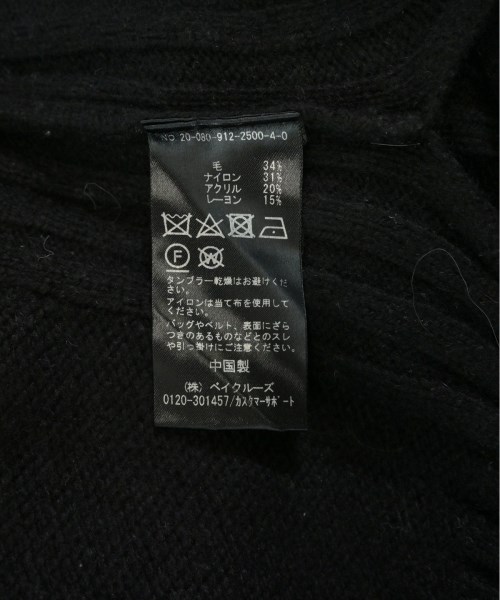 NO 20-080-912-2500-4-0
毛 34%
ナイロン 31%
アクリル 20%
レーヨン 15%
F W
タンブラー乾燥はお避けくだ
さい。
アイロンは当て布を使用して
ください。
バッグやベルト、表面にざら
つきのあるものなどとのスレ
や引っ掛けにご注意ください。
中国製
(株) ベイクルーズ
0120-301457/カスタマーサポート